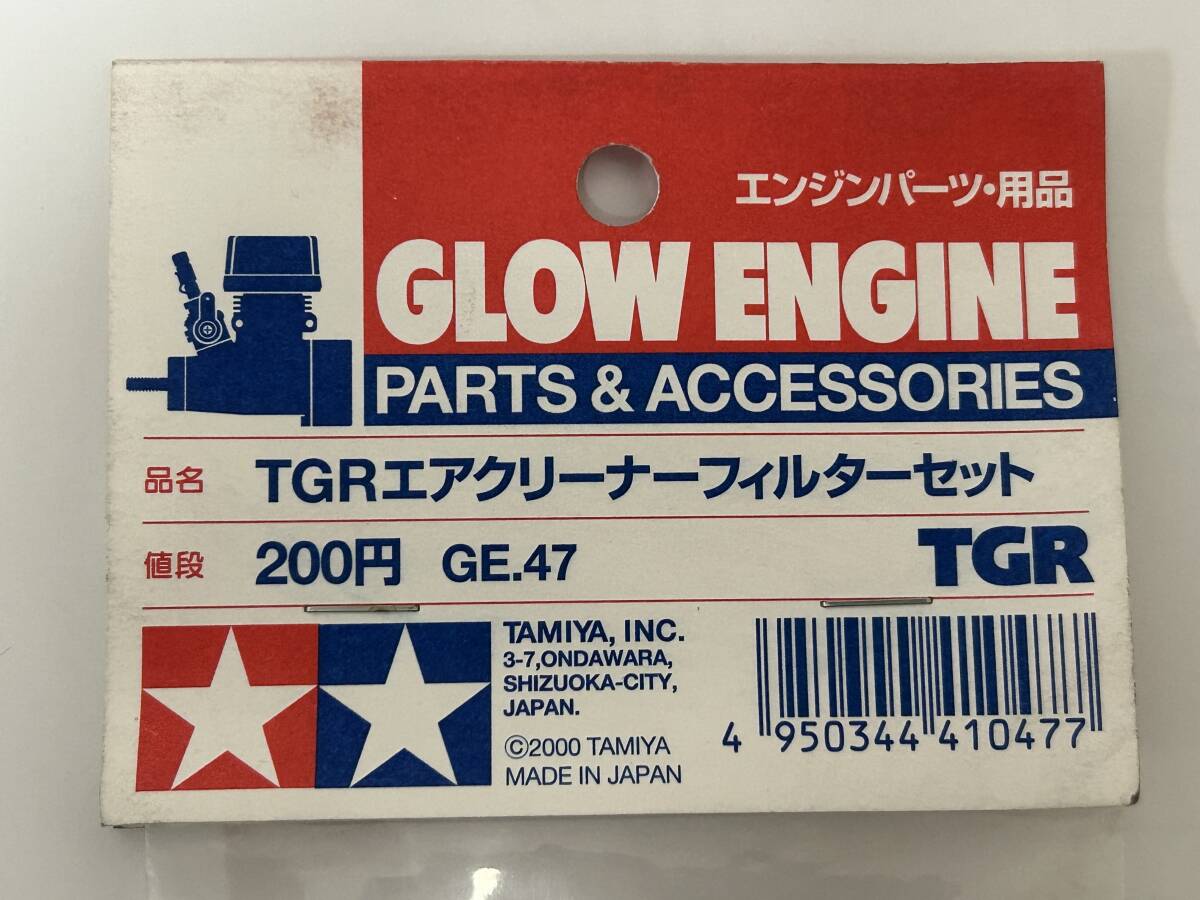 エンジンパーツ・用品
GLOW ENGINE
PARTS & ACCESSORIES
品名 TGRエアクリーナーフィルターセット
値段 200円 GE.47 TGR
TAMIYA, INC.
3-7,ONDAWARA,
SHIZUOKA-CITY,
JAPAN.
©2000 TAMIYA
MADE IN JAPAN
4 950344 410477